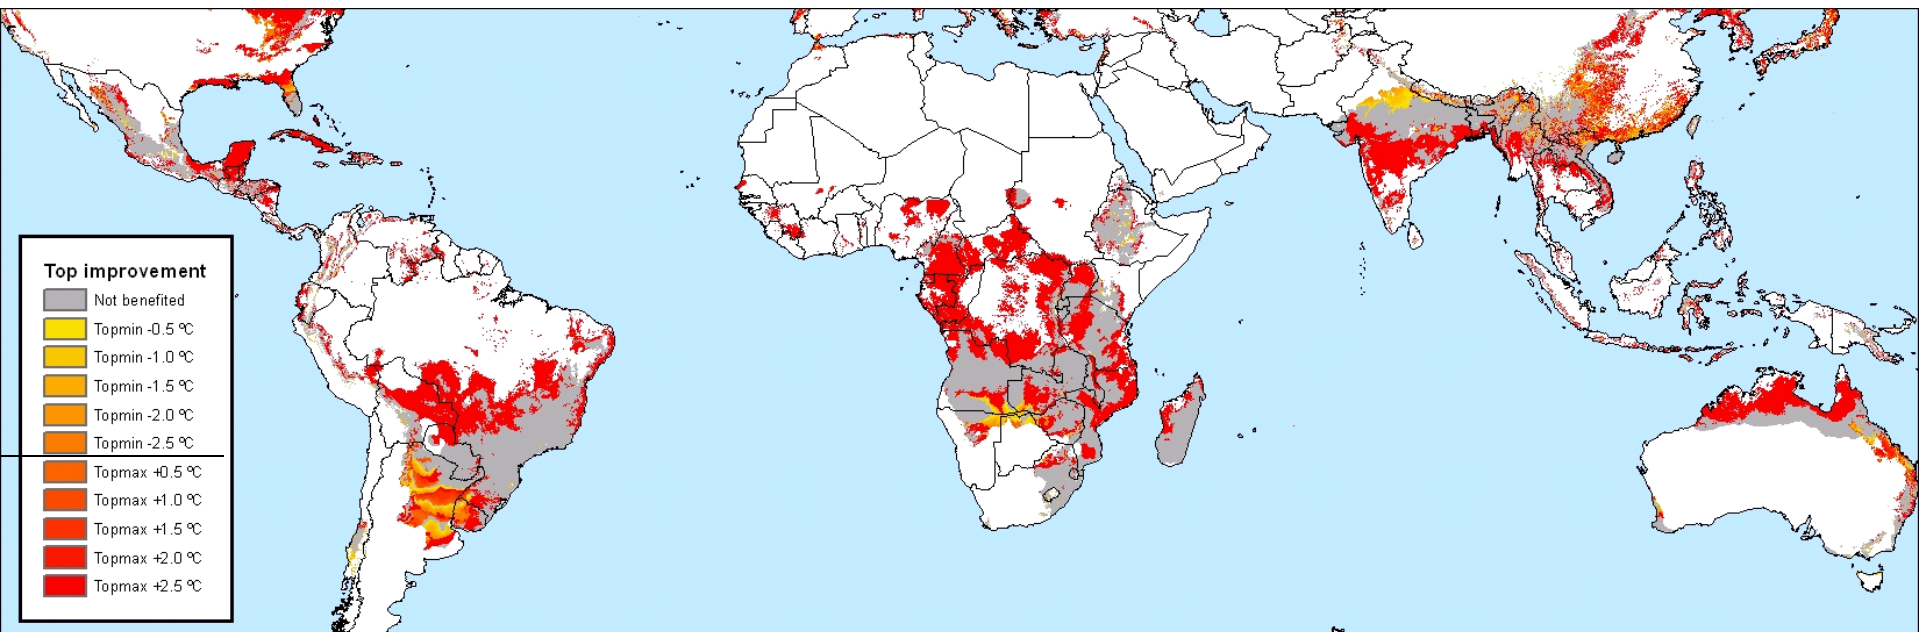 Top improvement
Not benefited
Topmin -0.5 ºC
Topmin -1.0 ºC
Topmin -1.5 ºC
Topmin -2.0 ºC
Topmin -2.5 ºC
Topmax +0.5 ºC
Topmax +1.0 ºC
Topmax +1.5 ºC
Topmax +2.0 ºC
Topmax +2.5 ºC